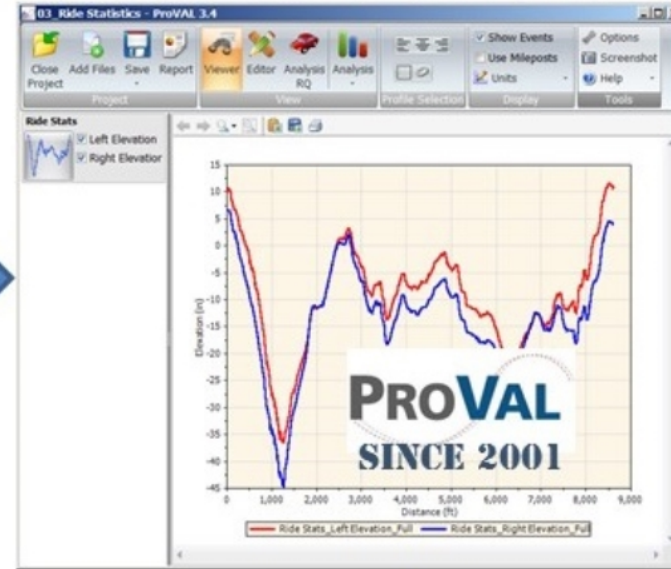 03_Ride Statistics - ProVAL 3.4
Close Project
Add Files
Save
Report
Viewer
Editor
Analysis RQ
Analysis
Show Events
Use Mileposts
Units
Options
Screenshot
Help
Project
View
Profile Selection
Display
Tools
Ride Stats
Left Elevation
Right Elevation
15
10
5
0
-5
-10
-15
-20
-25
-30
-35
-40
-45
Elevation (in)
0
1,000
2,000
3,000
4,000
5,000
6,000
7,000
8,000
9,000
Distance (ft)
PROVAL
SINCE 2001
Ride Stats_Left Elevation_Full
Ride Stats_Right Elevation_Full